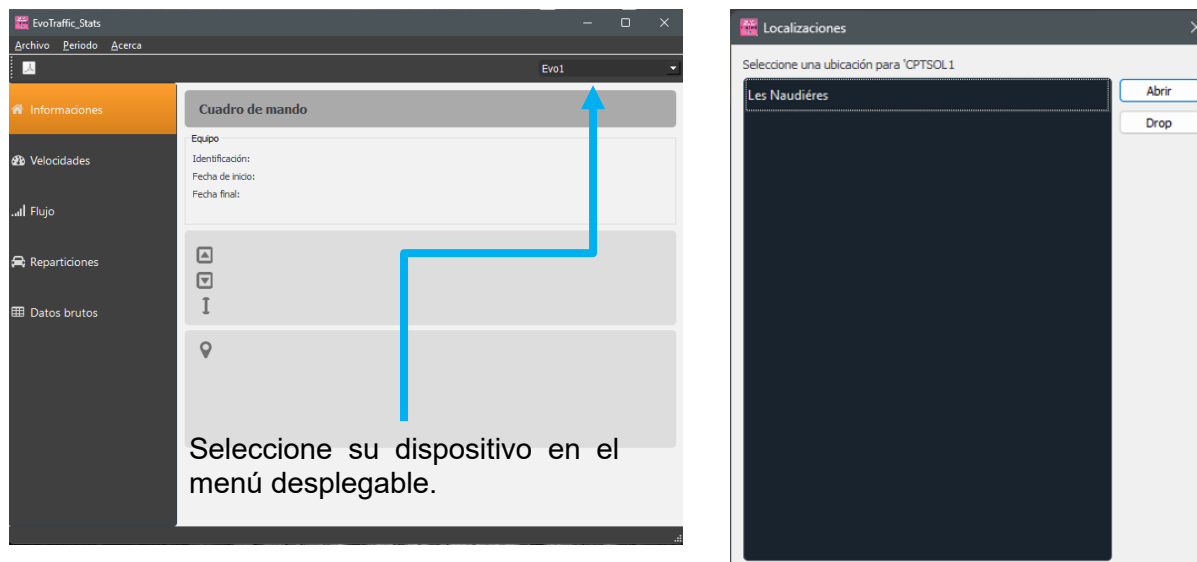 EvoTraffic_Stats
Archivo Periodo Acerca
Evo1
Informaciones
Velocidades
Flujo
Reparticiones
Datos brutos
Cuadro de mando
Equipo
Identificación:
Fecha de inicio:
Fecha final:
Seleccione su dispositivo en el
menú desplegable.
Localizaciones
Seleccione una ubicación para 'CPTSOL1
Les Naudiéres
Abrir
Drop